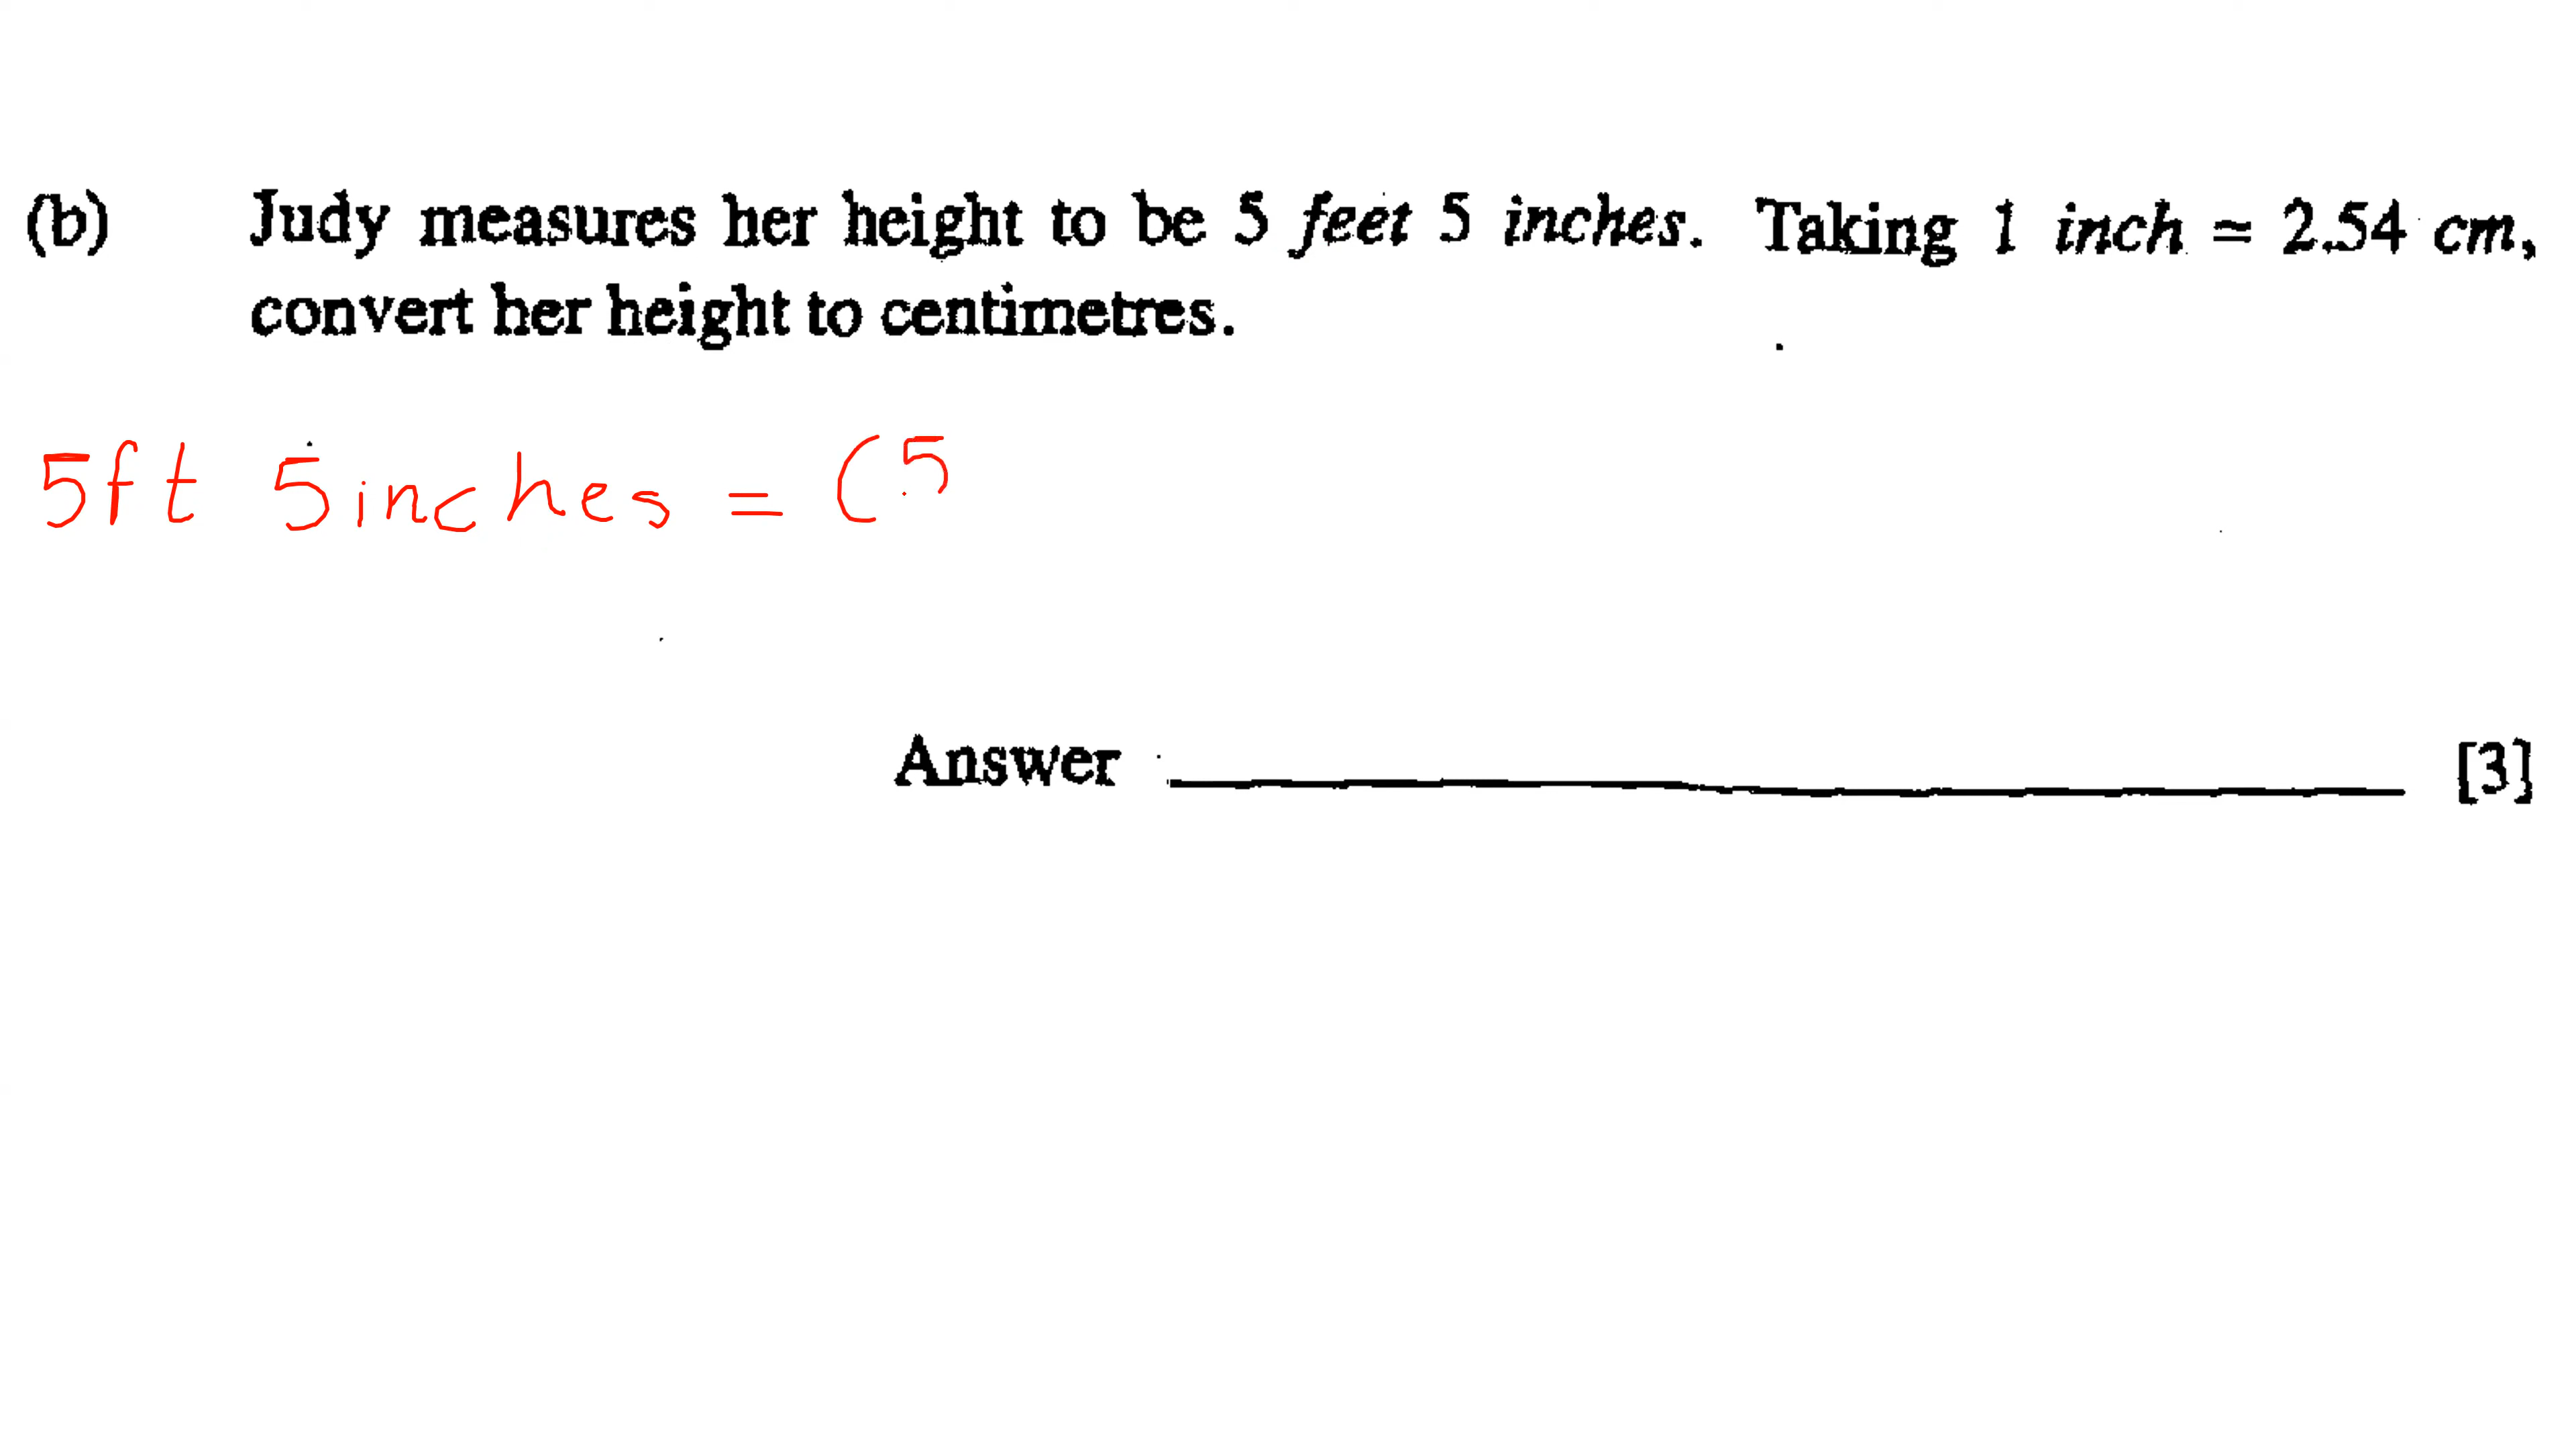 (b) Judy measures her height to be 5 feet 5 inches. Taking 1 inch = 2.54 cm,
convert her height to centimetres.
5ft 5inches = (5
Answer ____________________ [3]